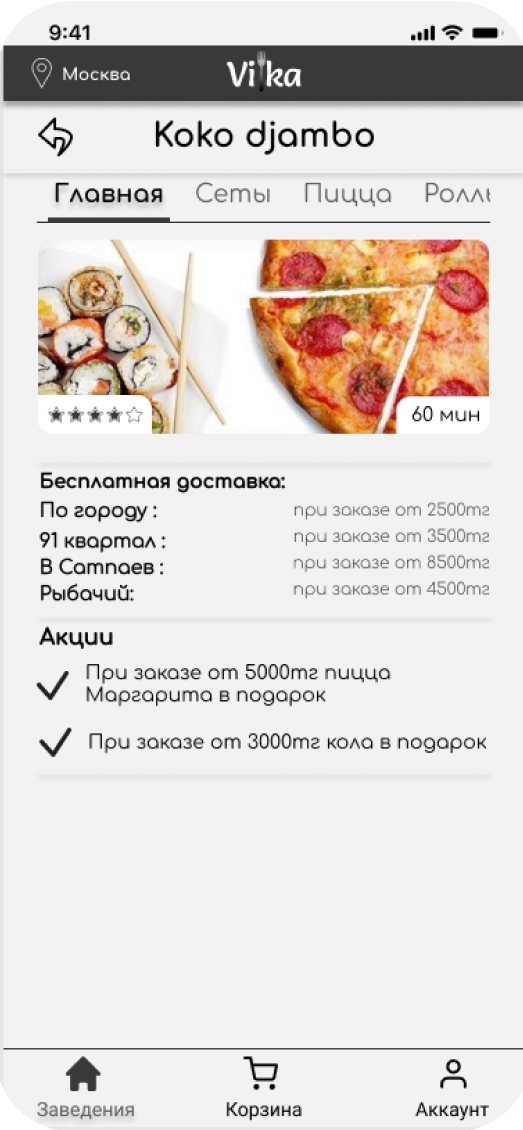 9:41
Москва
Vilka
Koko djambo
Главная Сеты Пицца Роллы
60 мин
Бесплатная доставка:
По городу : при заказе от 2500тг
91 квартал : при заказе от 3500тг
В Сатпаев : при заказе от 8500тг
Рыбачий: при заказе от 4500тг
Акции
При заказе от 5000тг пицца
Маргарита в подарок
При заказе от 3000тг кола в подарок
Заведения Корзина Аккаунт